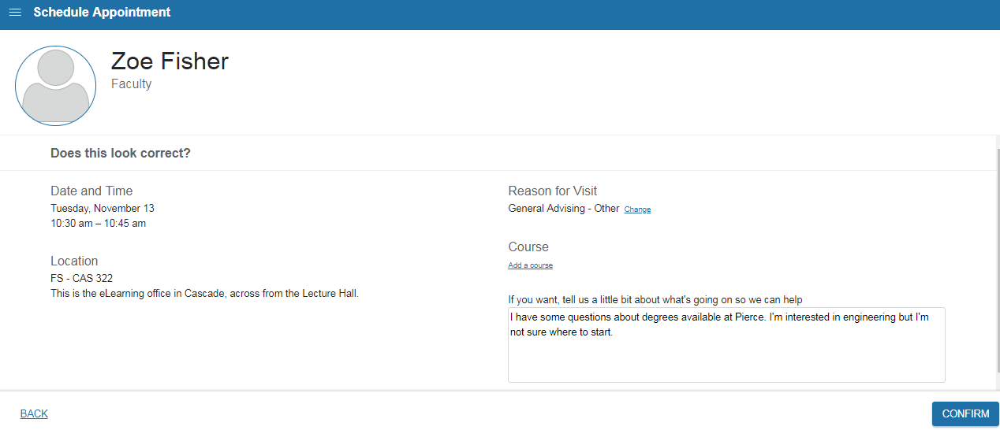 Schedule Appointment
Zoe Fisher
Faculty
Does this look correct?
Date and Time
Tuesday, November 13
10:30 am – 10:45 am
Location
FS - CAS 322
This is the eLearning office in Cascade, across from the Lecture Hall.
Reason for Visit
General Advising - Other Change
Course
Add a course
If you want, tell us a little bit about what's going on so we can help
I have some questions about degrees available at Pierce. I'm interested in engineering but I'm
not sure where to start.
BACK
CONFIRM